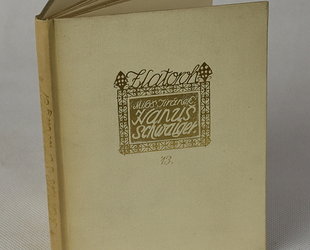 Zlatoroh
Miloš Jiránek
Hanuš
Schwaiger.
13.